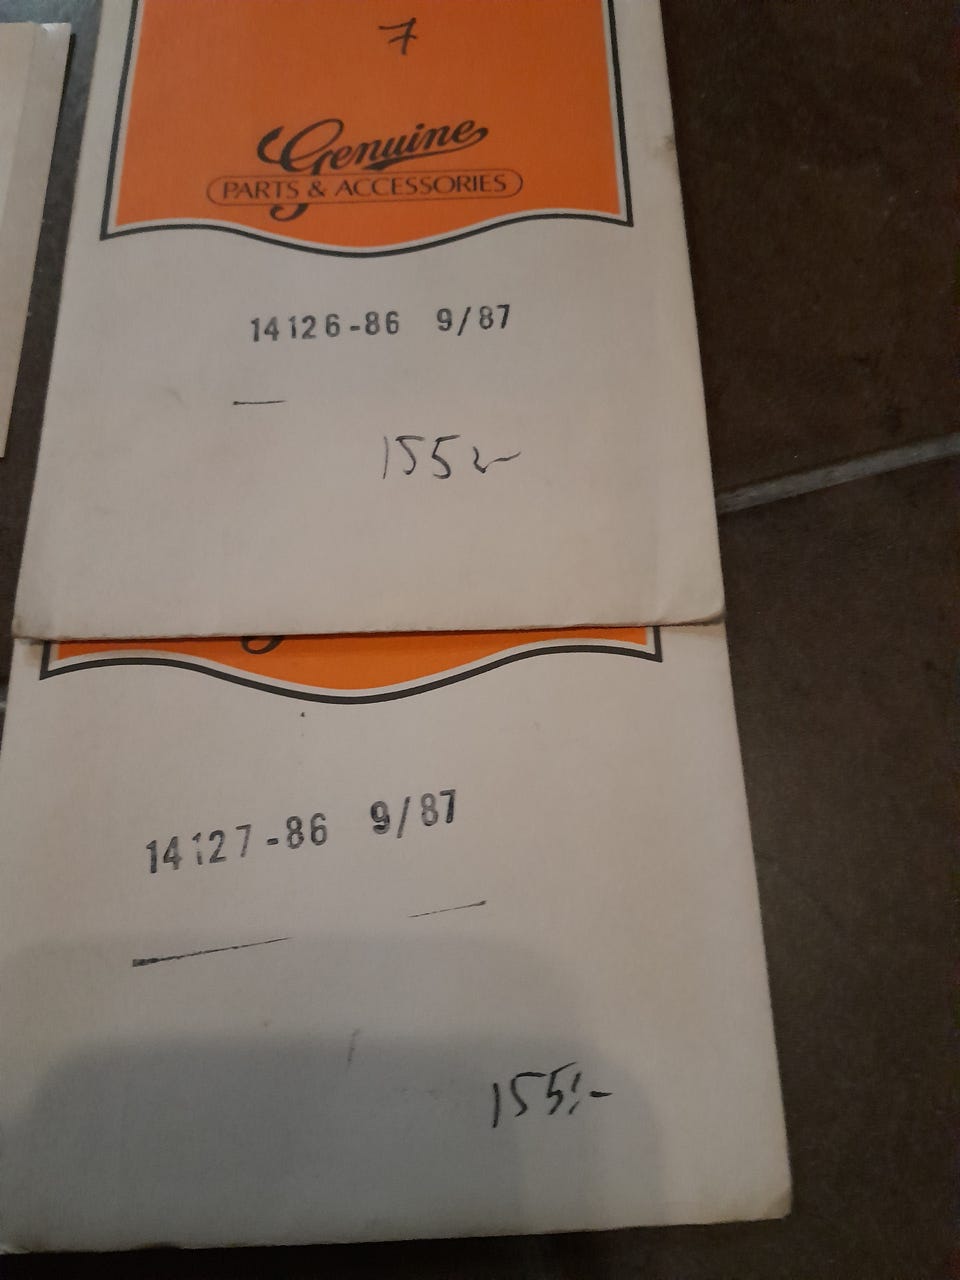 7
Genuine
PARTS & ACCESSORIES
14126-86 9/87
155:-
14127-86 9/87
155:-